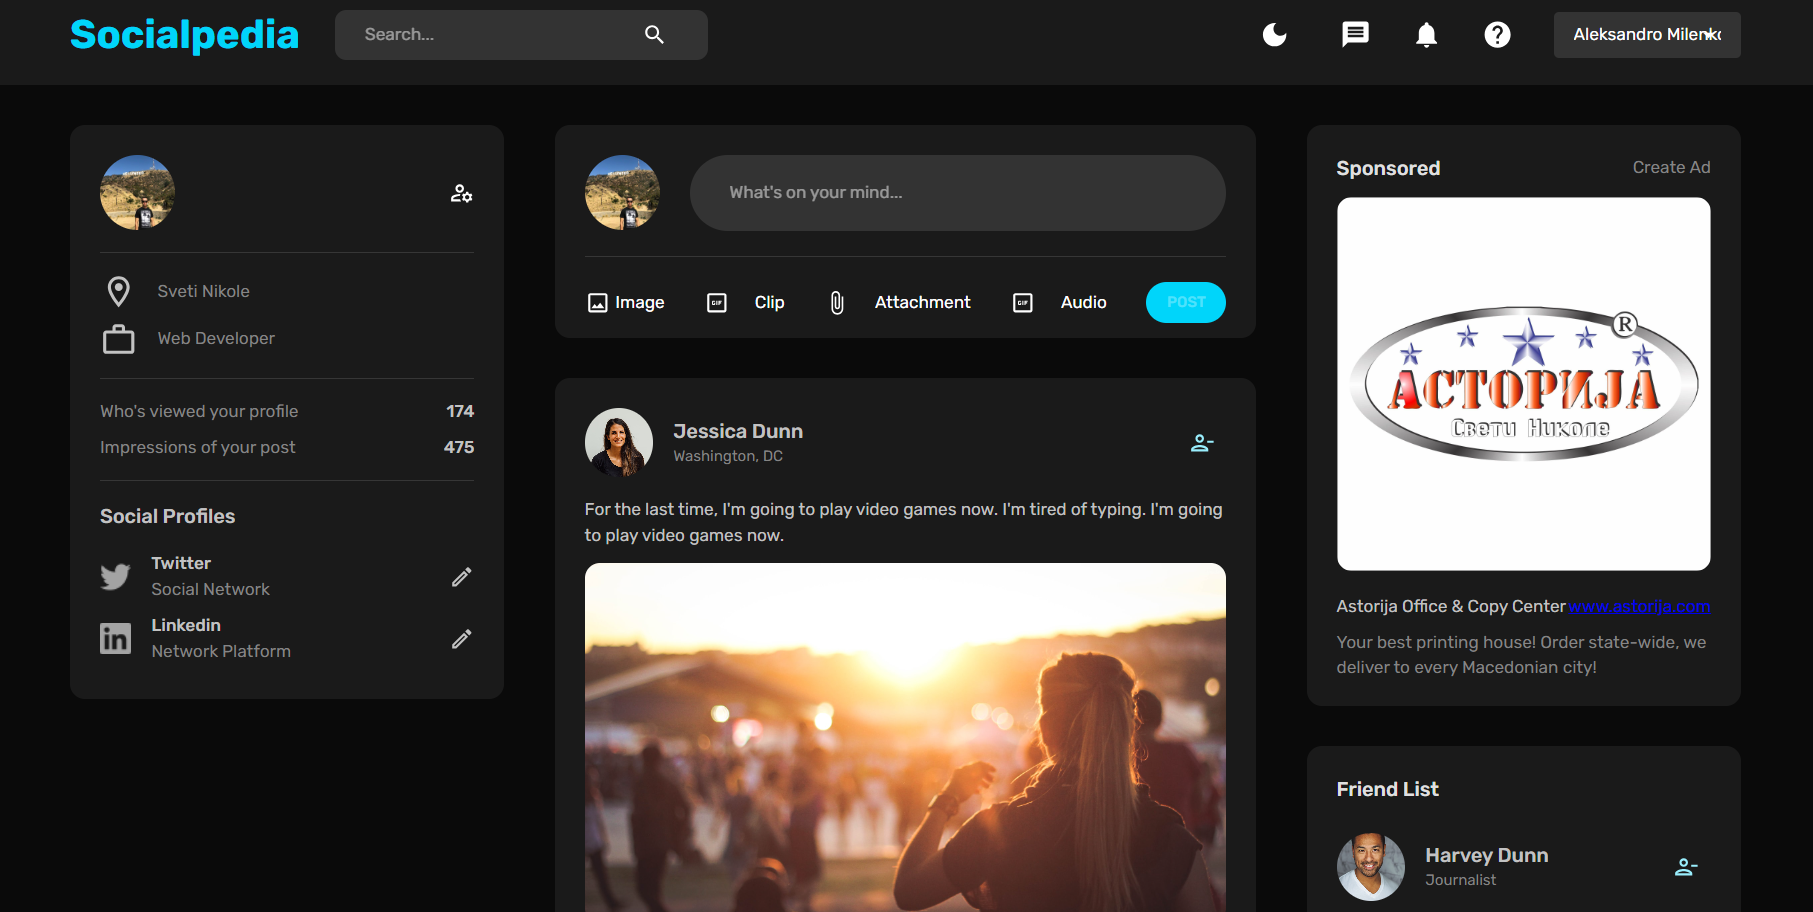 Socialpedia
Search...
Aleksandro Milenko
Sveti Nikole
Web Developer
Who's viewed your profile 174
Impressions of your post 475
Social Profiles
Twitter
Social Network
Linkedin
Network Platform
What's on your mind...
Image GIF Clip Attachment GIF Audio POST
Jessica Dunn
Washington, DC
For the last time, I'm going to play video games now. I'm tired of typing. I'm going
to play video games now.
Sponsored Create Ad
®
АСТОРИЈА
Свети Николе
Astorija Office & Copy Center www.astorija.com
Your best printing house! Order state-wide, we
deliver to every Macedonian city!
Friend List
Harvey Dunn
Journalist